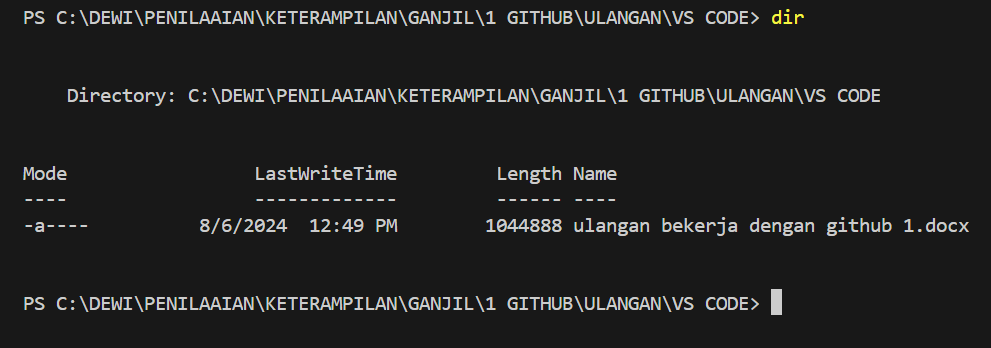 PS C:\DEWI\PENILAAIAN\KETERAMPILAN\GANJIL\1 GITHUB\ULANGAN\VS CODE> dir
Directory: C:\DEWI\PENILAAIAN\KETERAMPILAN\GANJIL\1 GITHUB\ULANGAN\VS CODE
Mode LastWriteTime Length Name
---- ------------- ------ ----
-a---- 8/6/2024 12:49 PM 1044888 ulangan bekerja dengan github 1.docx
PS C:\DEWI\PENILAAIAN\KETERAMPILAN\GANJIL\1 GITHUB\ULANGAN\VS CODE>